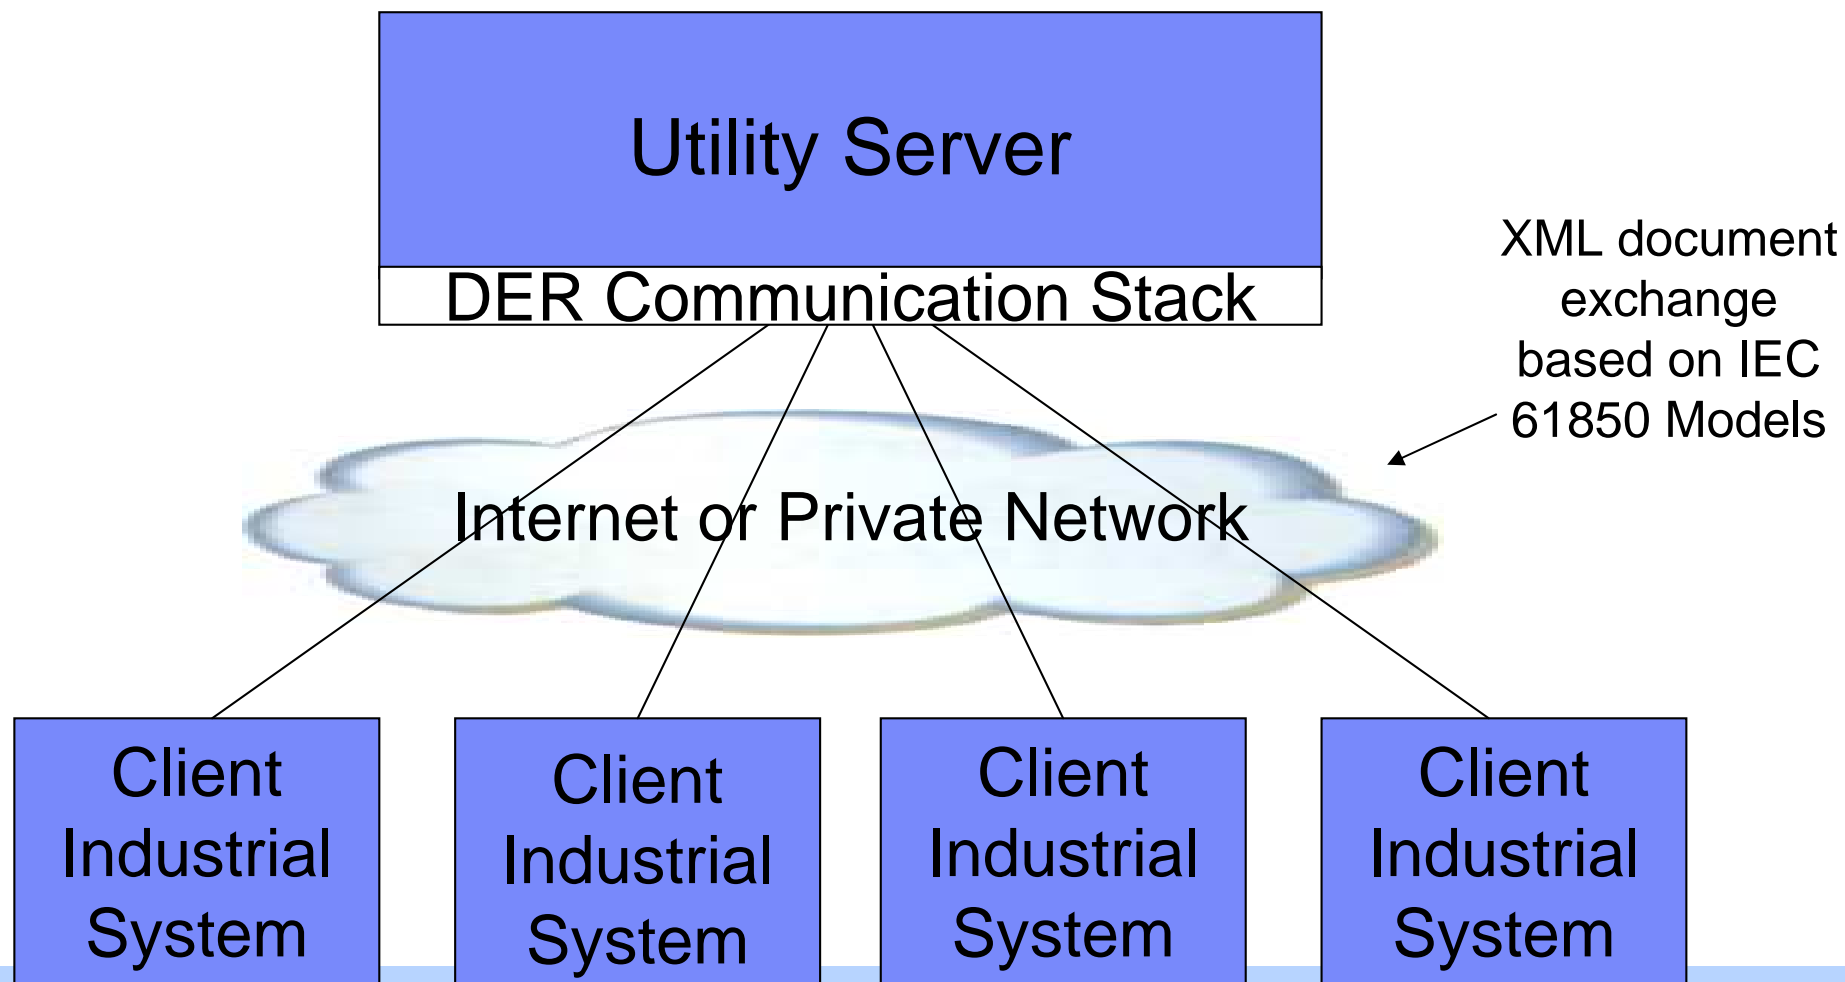 Utility Server
DER Communication Stack
XML document
exchange
based on IEC
61850 Models
Internet or Private Network
Client
Industrial
System
Client
Industrial
System
Client
Industrial
System
Client
Industrial
System